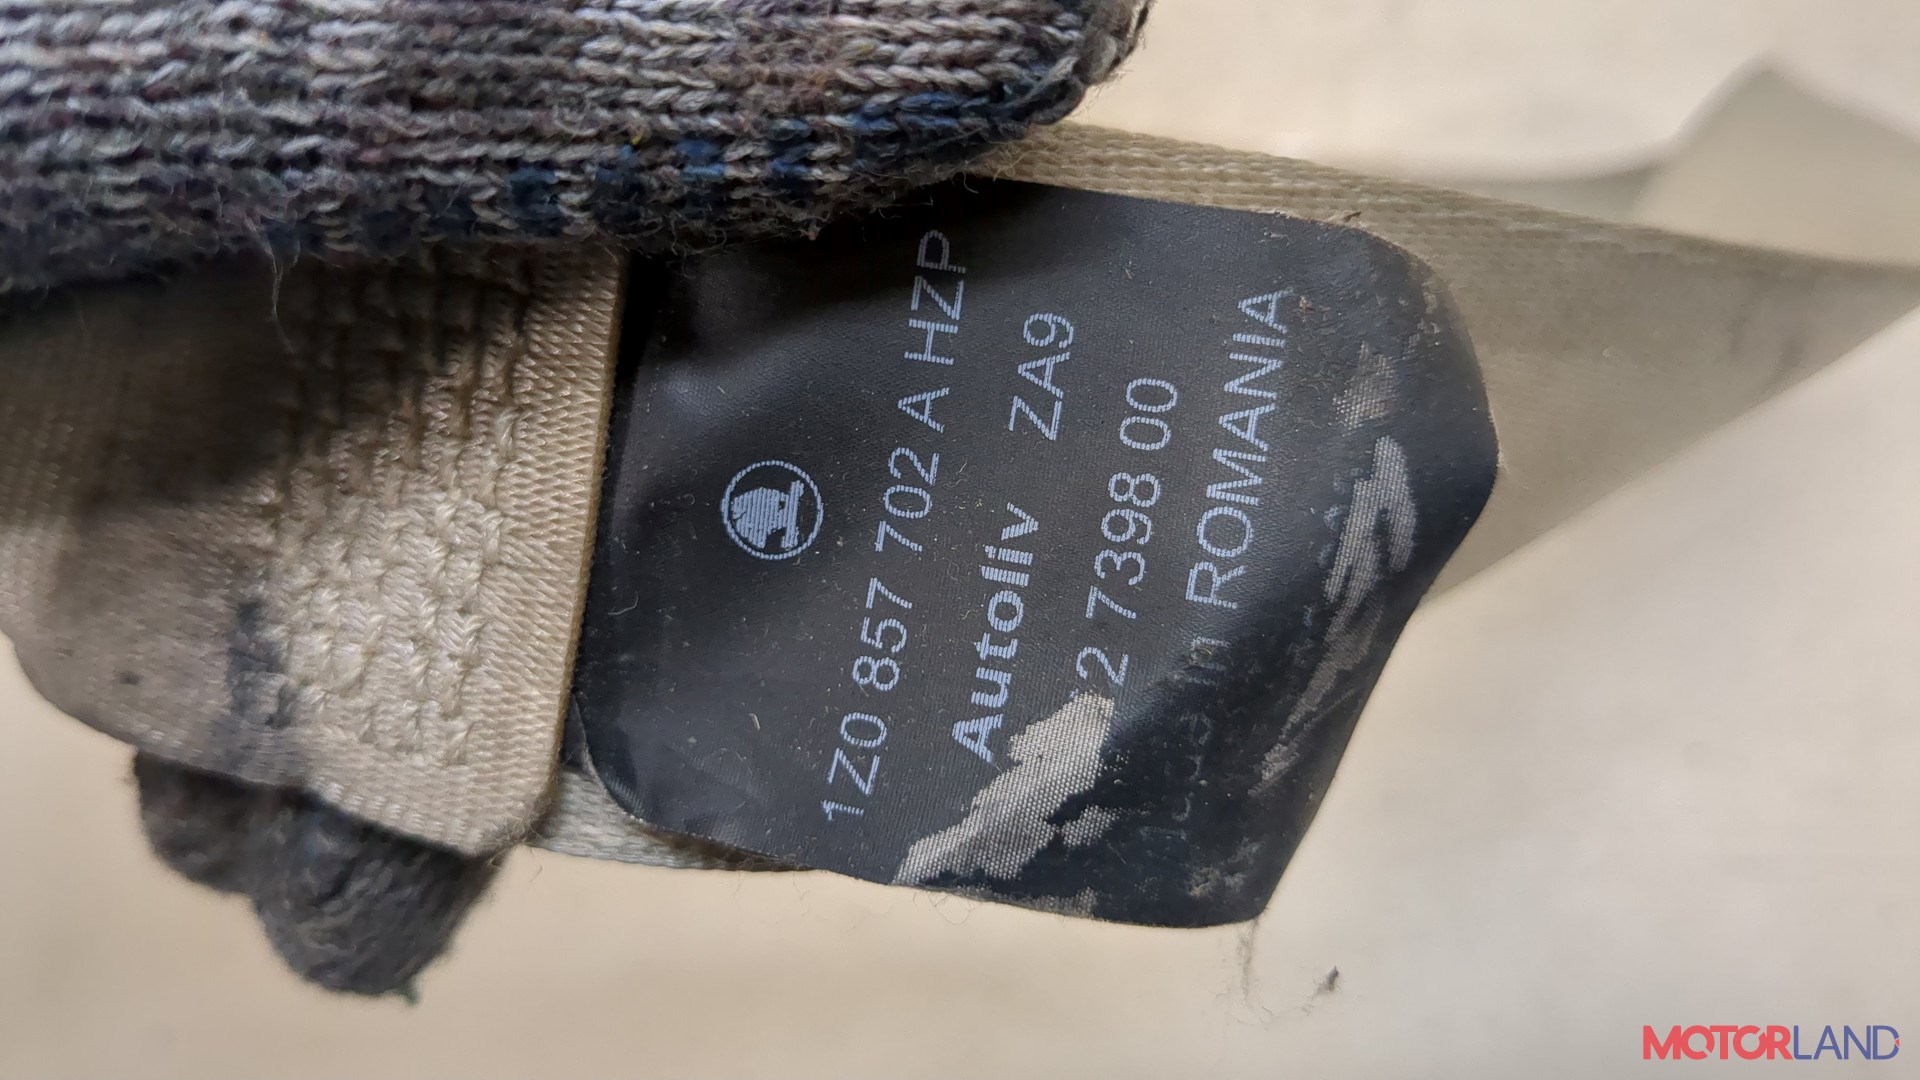 1Z0 857 702 A HZP
Autoliv ZA9
2 7398 00
ROMANIA
MOTORLAND